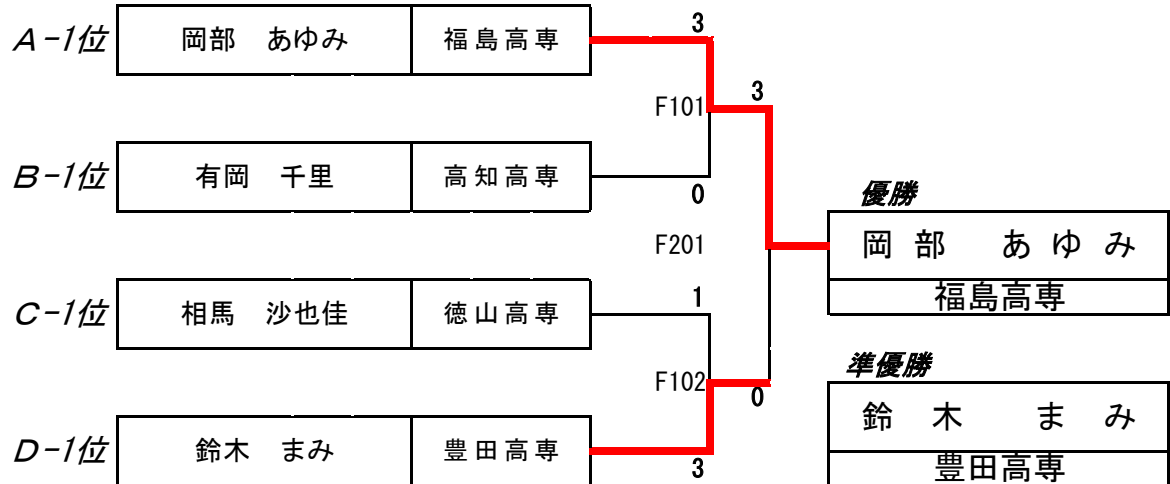 A-1位 岡部 あゆみ 福島高専
3
F101
3
B-1位 有岡 千里 高知高専
0
優勝
岡部 あゆみ
福島高専
F201
C-1位 相馬 沙也佳 徳山高専
1
F102
0
準優勝
鈴木 まみ
豊田高専
D-1位 鈴木 まみ 豊田高専
3